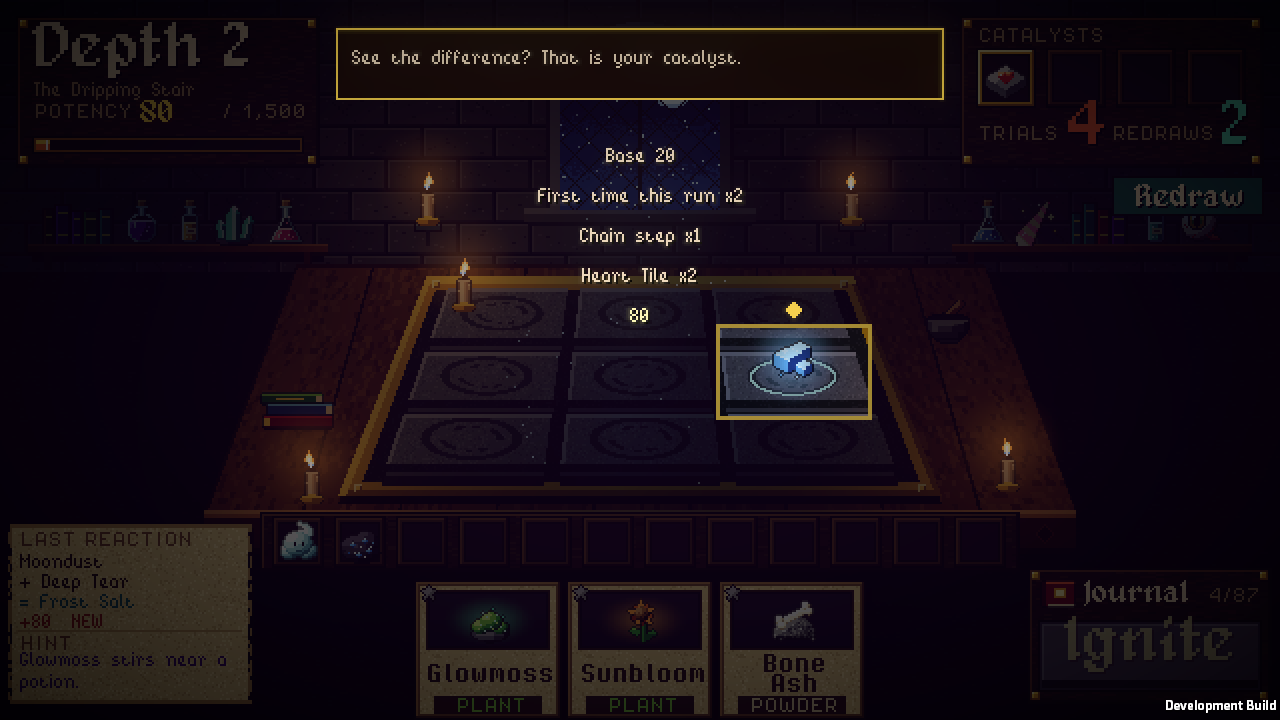 Depth 2
The Dripping Stair
POTENCY 80 / 1,500
See the difference? That is your catalyst.
CATALYSTS
TRIALS 4 REDRAWS 2
Redraw
Base 20
First time this run x2
Chain step x1
Heart Tile x2
80
LAST REACTION
Moondust
+ Deep Tear
= Frost Salt
+80 NEW
HINT
Glowmoss stirs near a
potion.
Glowmoss
PLANT
Sunbloom
PLANT
Bone
Ash
POWDER
Journal 4/87
Ignite
Development Build